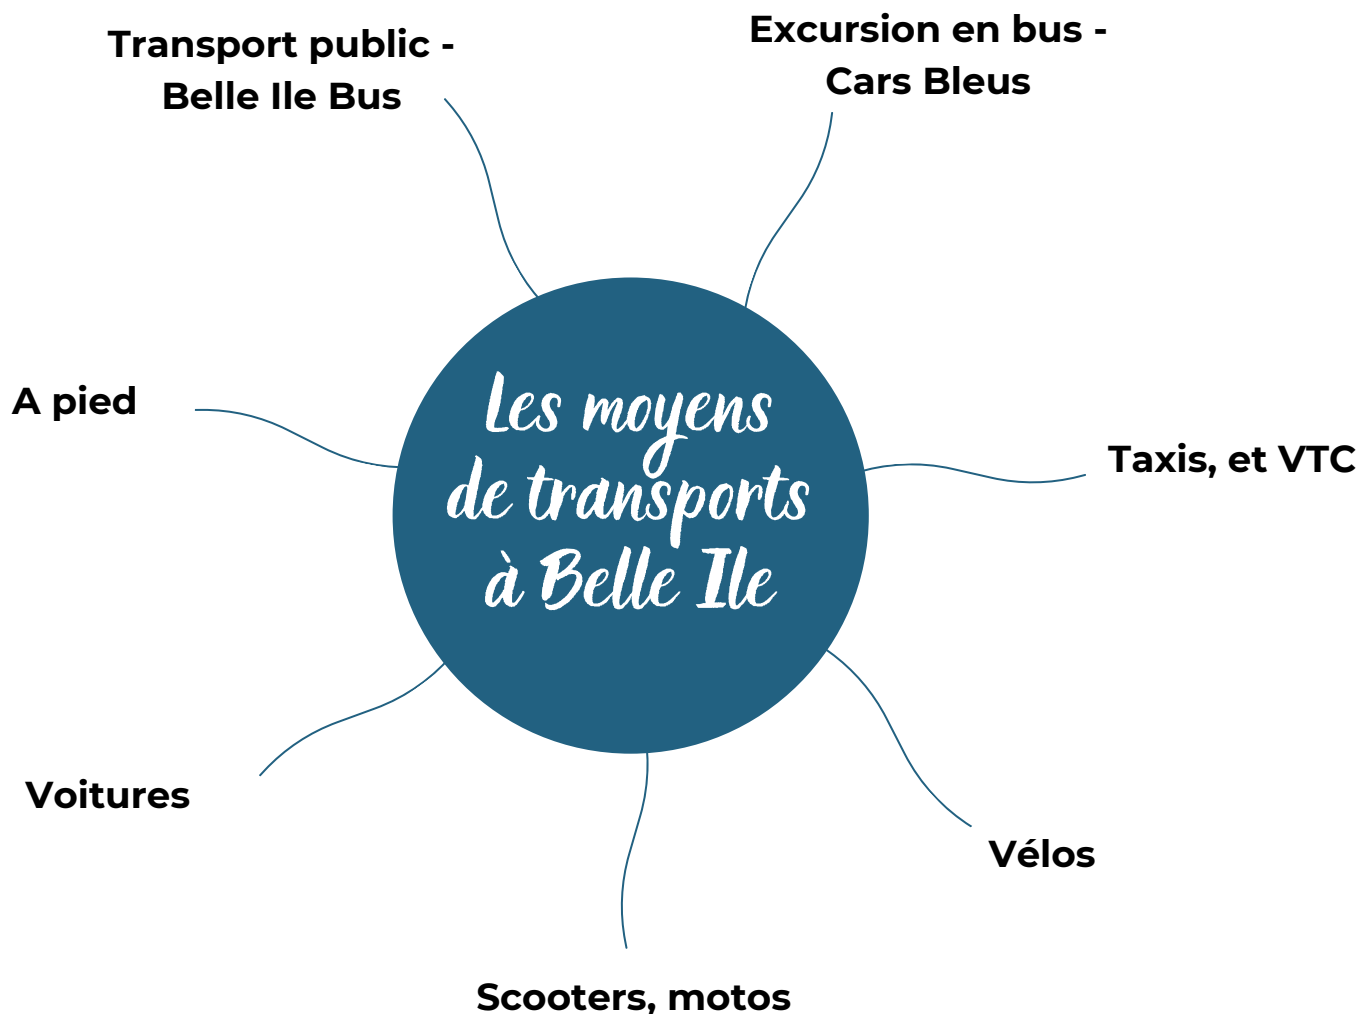 Transport public -
Belle Ile Bus
Excursion en bus -
Cars Bleus
A pied
Les moyens
de transports
à Belle Ile
Taxis, et VTC
Voitures
Vélos
Scooters, motos